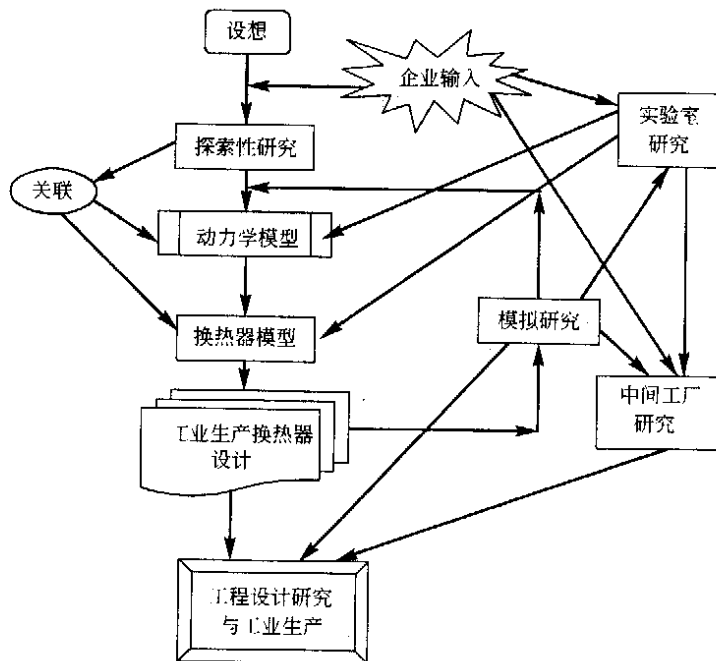 设想
企业输入
实验室
研究
探索性研究
关联
动力学模型
换热器模型
模拟研究
中间工厂
研究
工业生产换热器
设计
工程设计研究
与工业生产